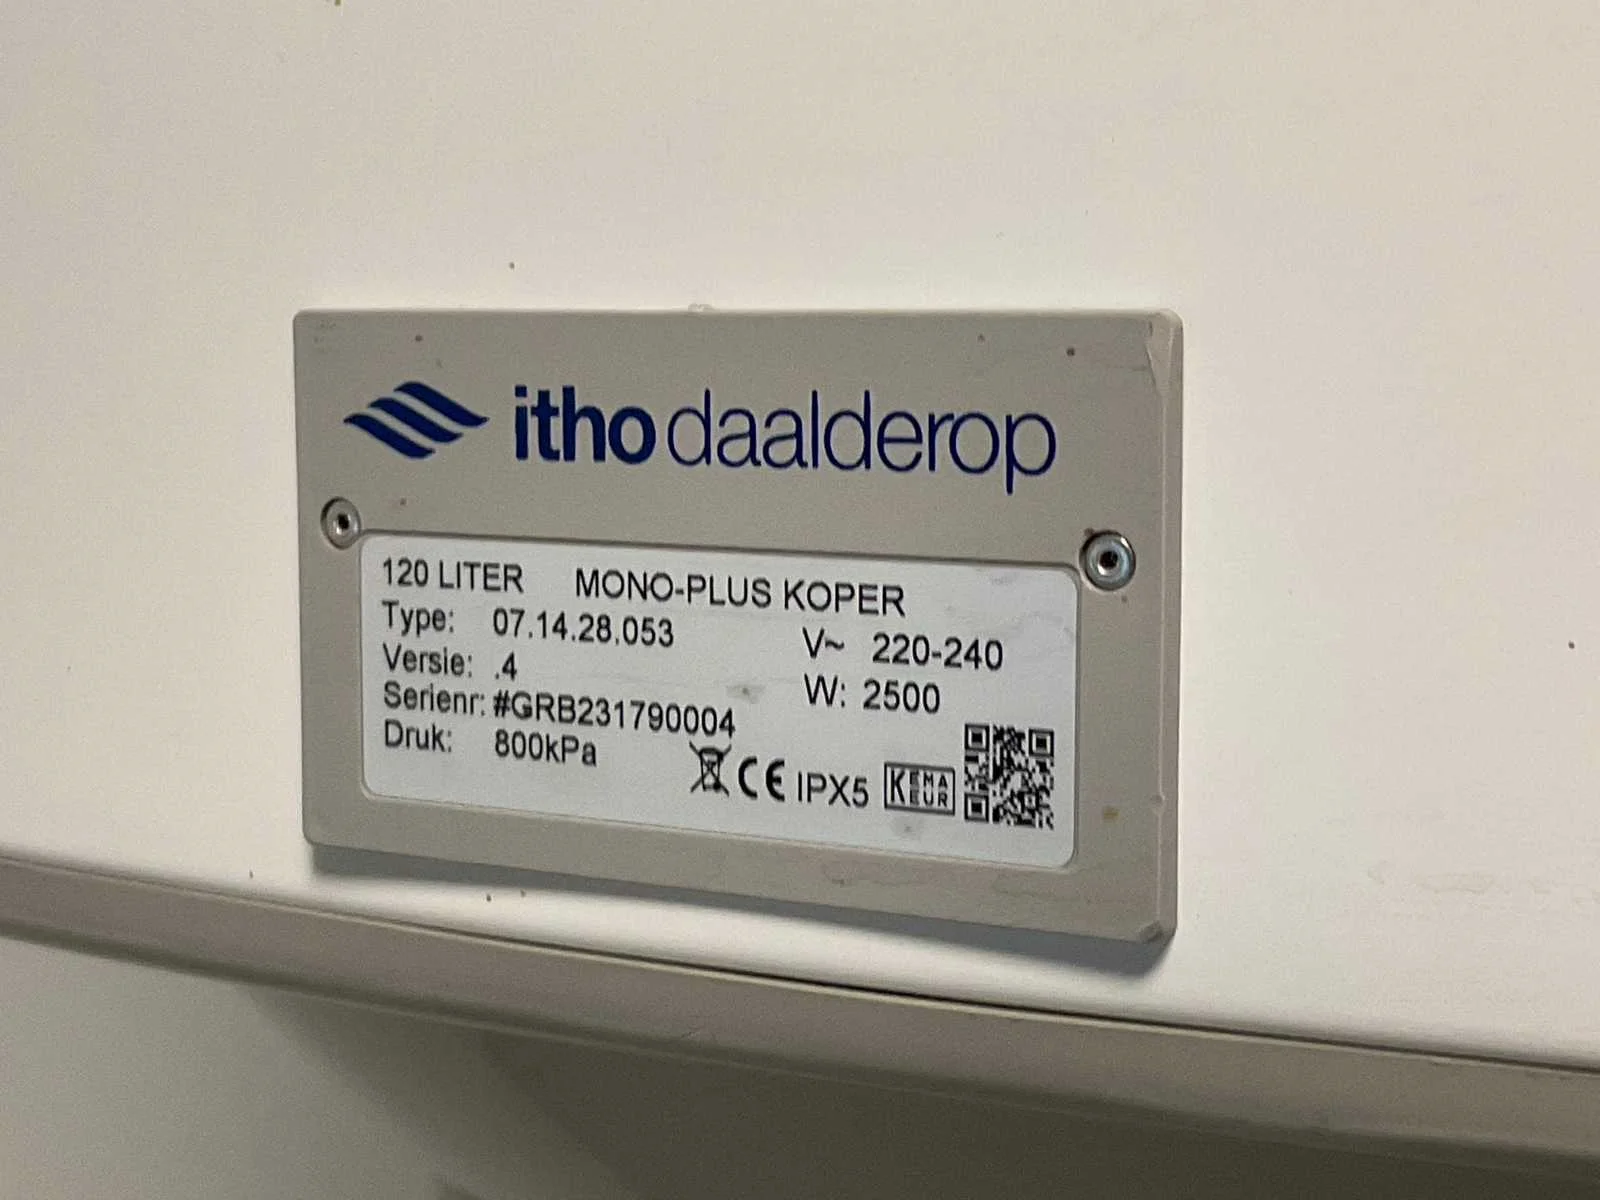 itho daalderop
120 LITER MONO-PLUS KOPER
Type: 07.14.28.053 V~ 220-240
Versie: .4 W: 2500
Serienr: #GRB231790004
Druk: 800kPa
CE IPX5 KEMA EUR